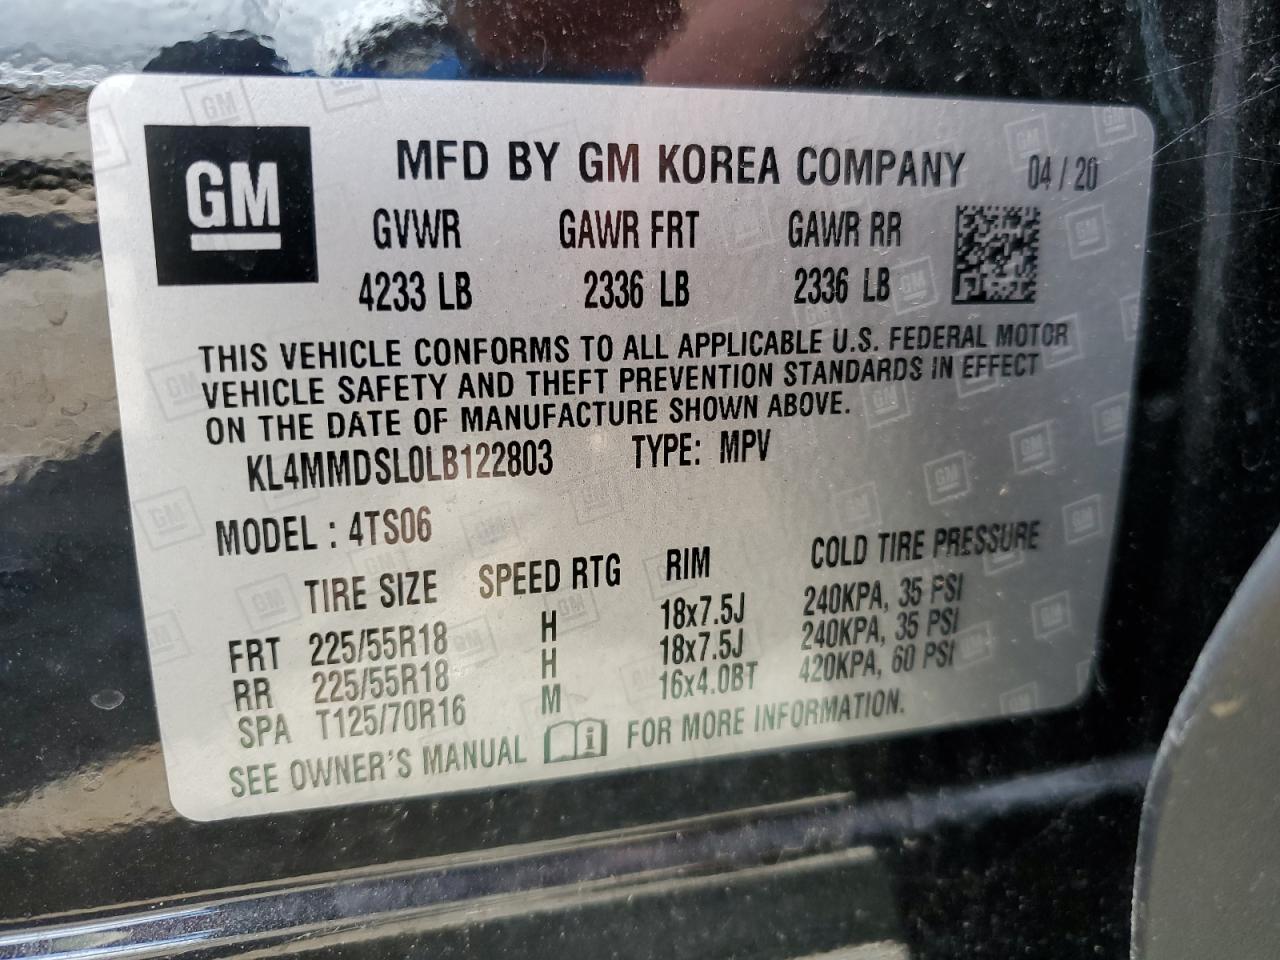 GM MFD BY GM KOREA COMPANY 04 / 20
GVWR GAWR FRT GAWR RR
4233 LB 2336 LB 2336 LB
THIS VEHICLE CONFORMS TO ALL APPLICABLE U.S. FEDERAL MOTOR
VEHICLE SAFETY AND THEFT PREVENTION STANDARDS IN EFFECT
ON THE DATE OF MANUFACTURE SHOWN ABOVE.
KL4MMDSL0LB122803 TYPE: MPV
MODEL : 4TS06
TIRE SIZE SPEED RTG RIM COLD TIRE PRESSURE
FRT 225/55R18 H 18x7.5J 240KPA, 35 PSI
RR 225/55R18 H 18x7.5J 240KPA, 35 PSI
SPA T125/70R16 M 16x4.0BT 420KPA, 60 PSI
SEE OWNER'S MANUAL i FOR MORE INFORMATION.